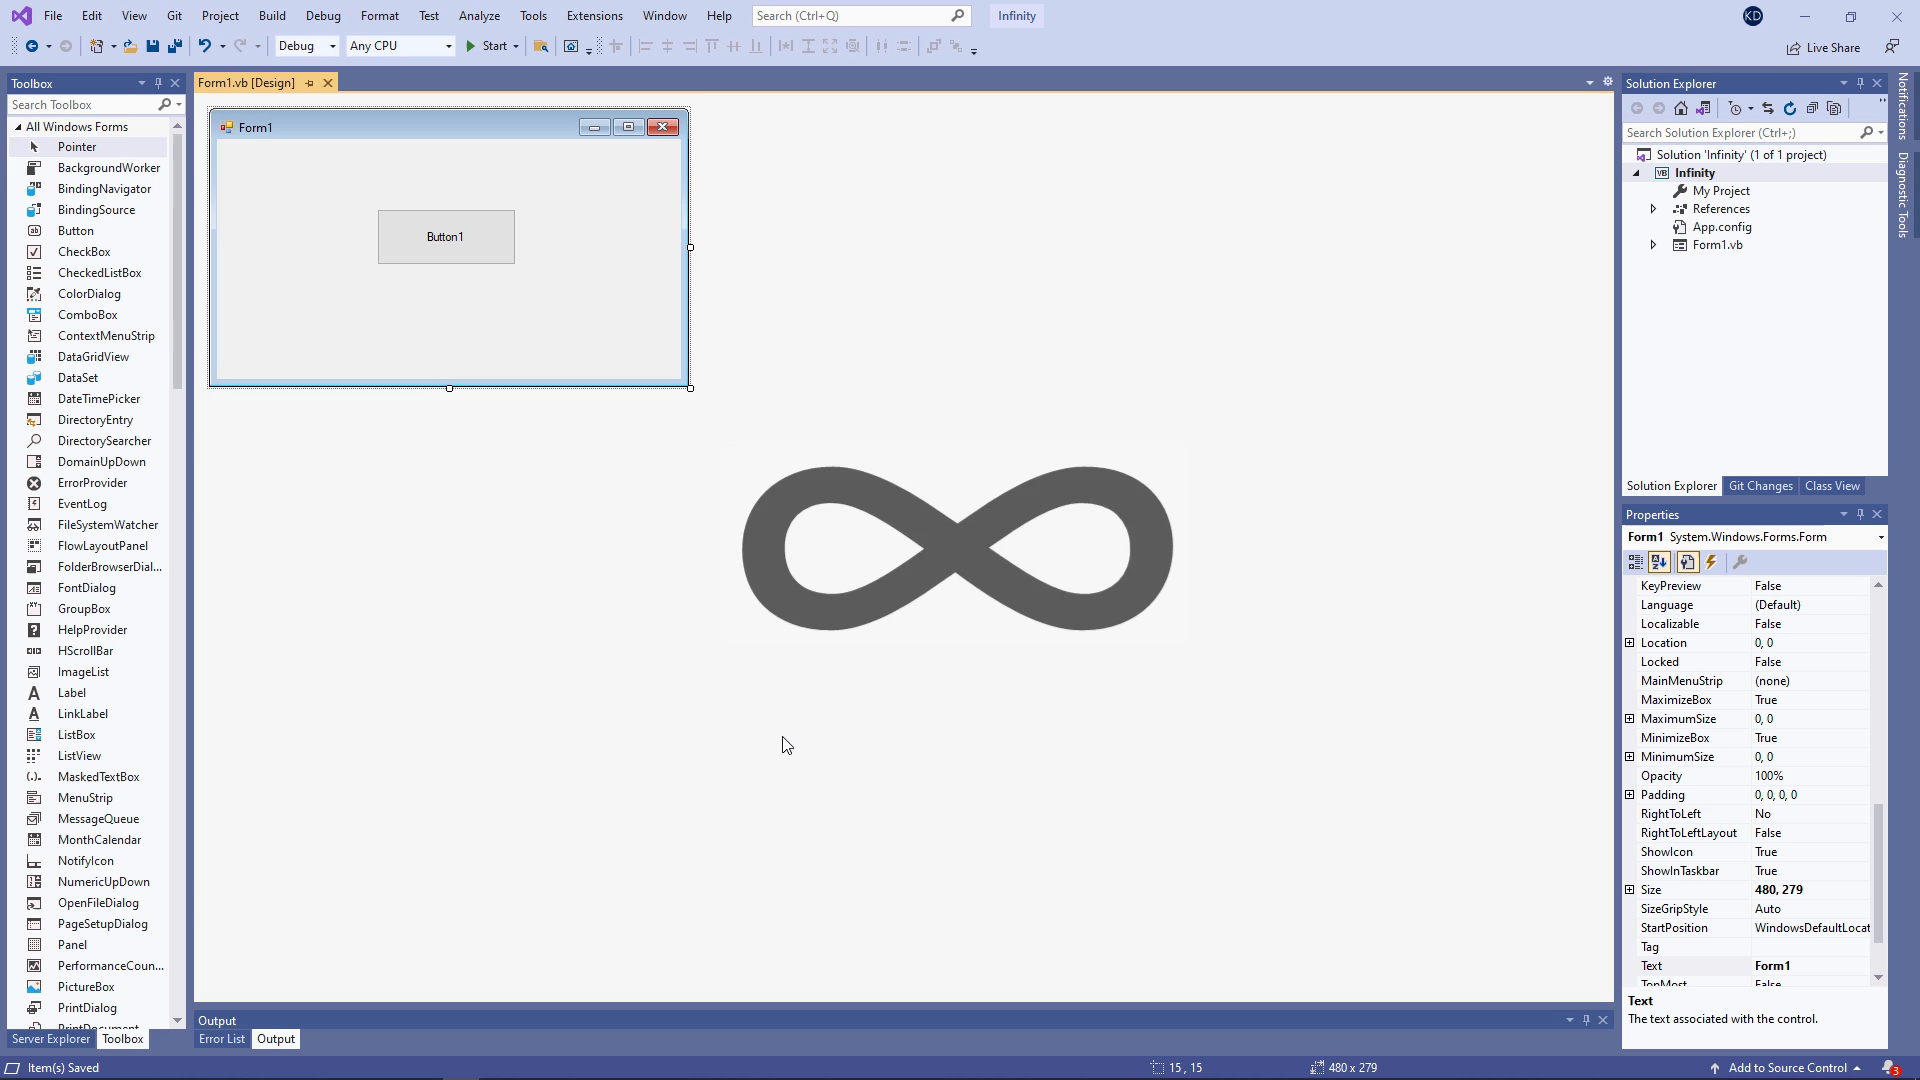 File Edit View Git Project Build Debug Format Test Analyze Tools Extensions Window Help Search (Ctrl+Q) Infinity KD
Debug Any CPU Start Live Share
Toolbox
Search Toolbox
All Windows Forms
Pointer
BackgroundWorker
BindingNavigator
BindingSource
Button
CheckBox
CheckedListBox
ColorDialog
ComboBox
ContextMenuStrip
DataGridView
DataSet
DateTimePicker
DirectoryEntry
DirectorySearcher
DomainUpDown
ErrorProvider
EventLog
FileSystemWatcher
FlowLayoutPanel
FolderBrowserDial...
FontDialog
GroupBox
HelpProvider
HScrollBar
ImageList
Label
LinkLabel
ListBox
ListView
MaskedTextBox
MenuStrip
MessageQueue
MonthCalendar
NotifyIcon
NumericUpDown
OpenFileDialog
PageSetupDialog
Panel
PerformanceCoun...
PictureBox
PrintDialog
Server Explorer Toolbox
Form1.vb [Design]
Form1
Button1
Output
Error List Output
Solution Explorer
Search Solution Explorer (Ctrl+;)
Solution 'Infinity' (1 of 1 project)
VB Infinity
My Project
References
App.config
Form1.vb
Solution Explorer Git Changes Class View
Properties
Form1 System.Windows.Forms.Form
KeyPreview False
Language (Default)
Localizable False
Location 0, 0
Locked False
MainMenuStrip (none)
MaximizeBox True
MaximumSize 0, 0
MinimizeBox True
MinimumSize 0, 0
Opacity 100%
Padding 0, 0, 0, 0
RightToLeft No
RightToLeftLayout False
ShowIcon True
ShowInTaskbar True
Size 480, 279
SizeGripStyle Auto
StartPosition WindowsDefaultLocat
Tag
Text Form1
Text
The text associated with the control.
Notifications
Diagnostic Tools
Item(s) Saved 15 , 15 480 x 279 Add to Source Control 3